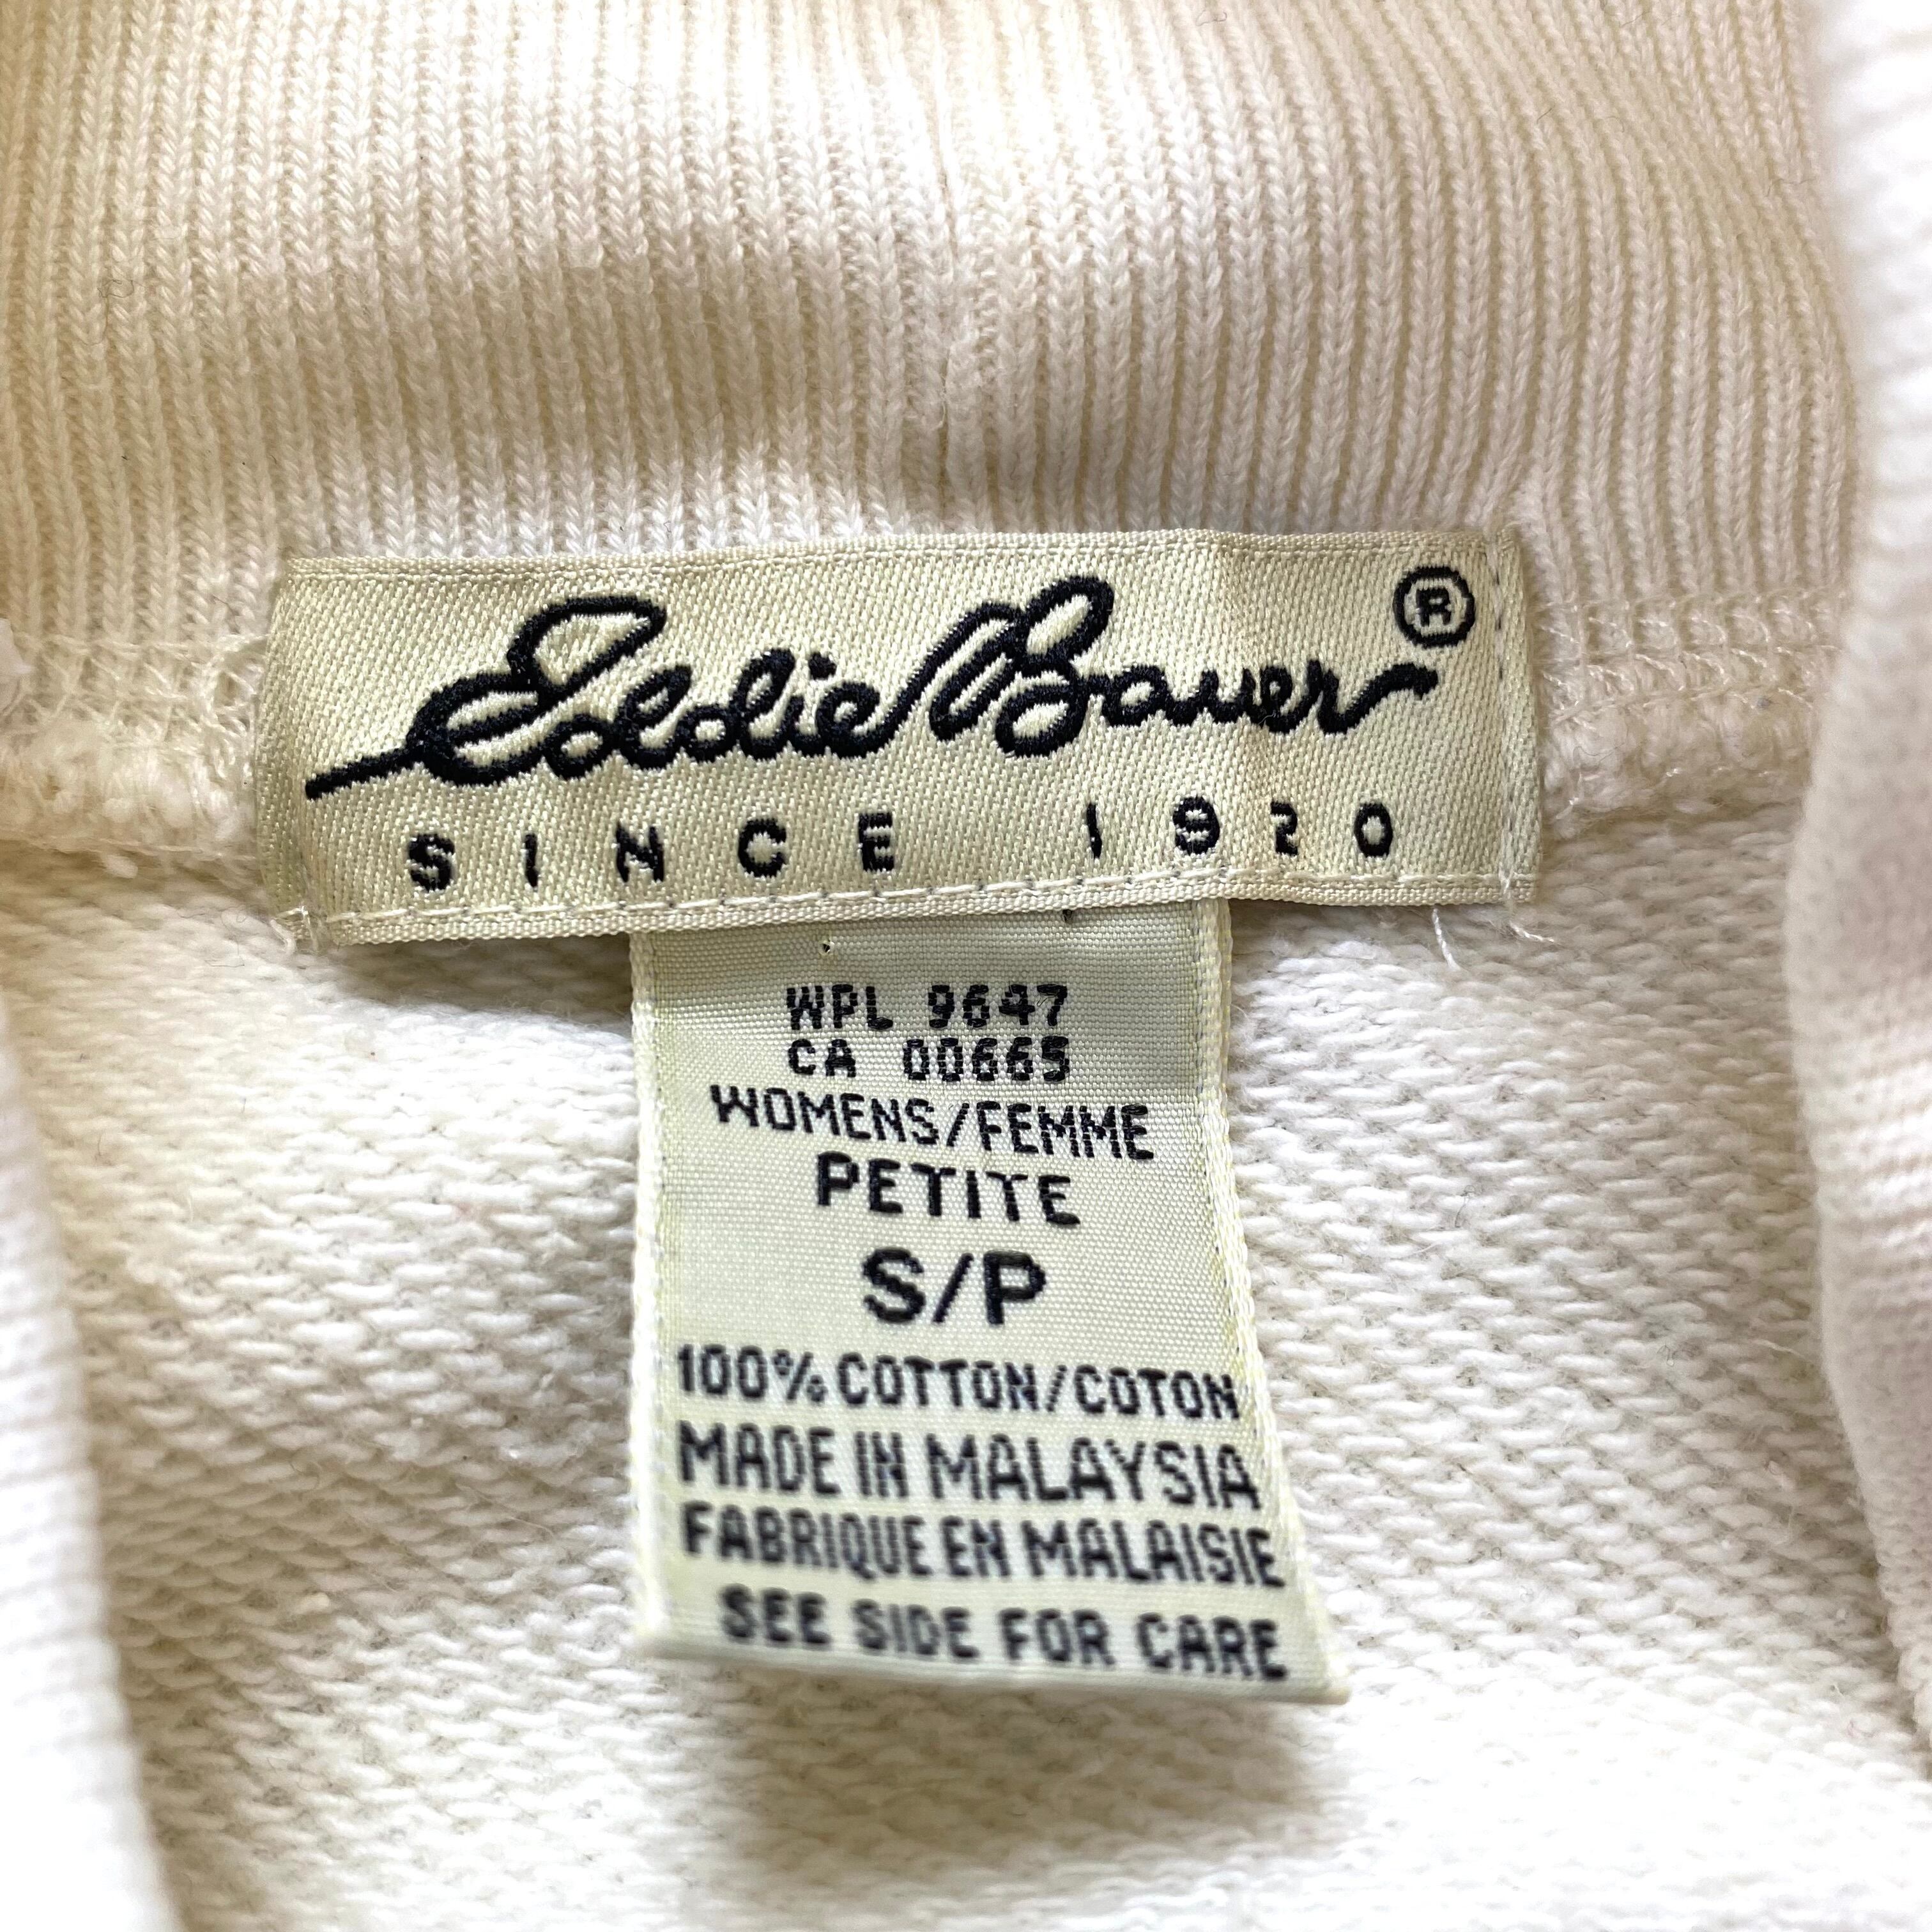 Eddie Bauer ®
SINCE 1920
WPL 9647
CA 00665
WOMENS/FEMME
PETITE
S/P
100% COTTON/COTON
MADE IN MALAYSIA
FABRIQUE EN MALAISIE
SEE SIDE FOR CARE